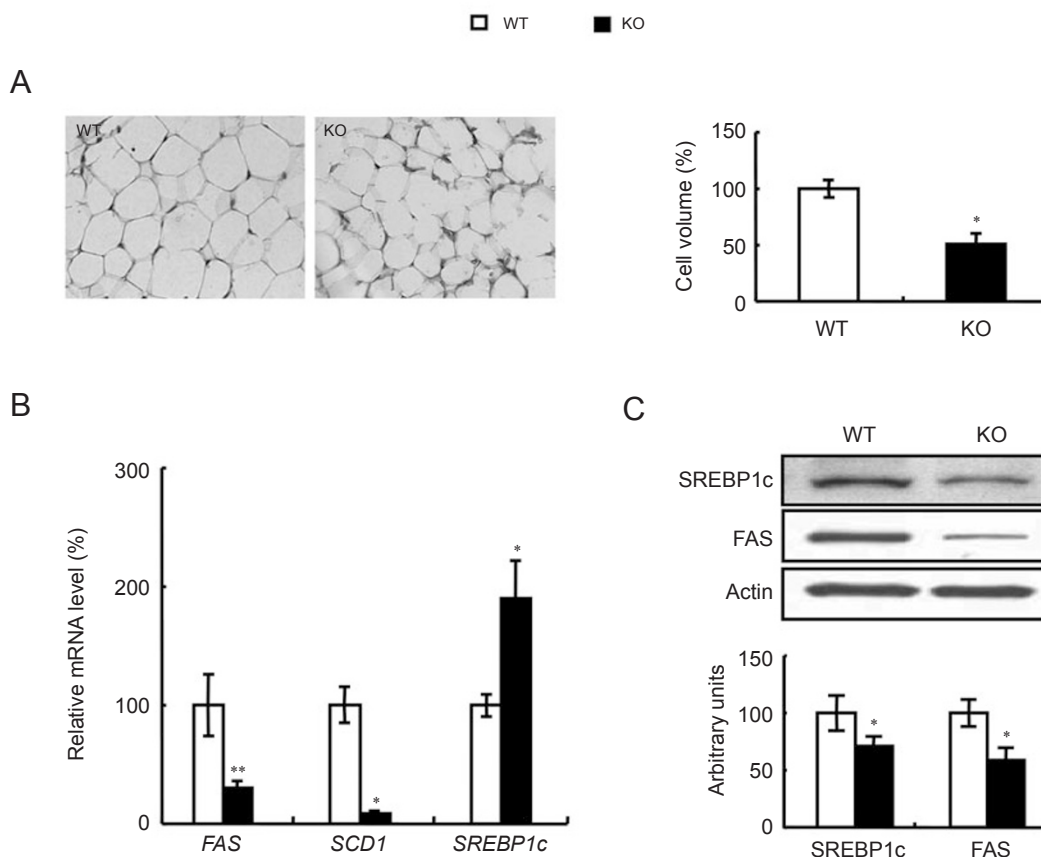 WT KO
A
WT KO
Cell volume (%)
150
100
50
0
WT KO
*
B
Relative mRNA level (%)
300
200
100
0
** * *
FAS SCD1 SREBP1c
C
WT KO
SREBP1c
FAS
Actin
Arbitrary units
150
100
50
0
* *
SREBP1c FAS